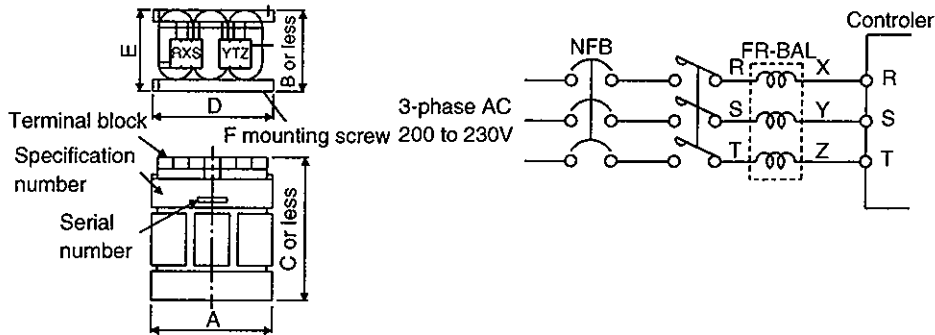 E
RXS
YTZ
B or less
D
F mounting screw
Terminal block
Specification
number
Serial
number
C or less
A
3-phase AC
200 to 230V
NFB
FR-BAL
Controler
R
X
R
S
Y
S
T
Z
T